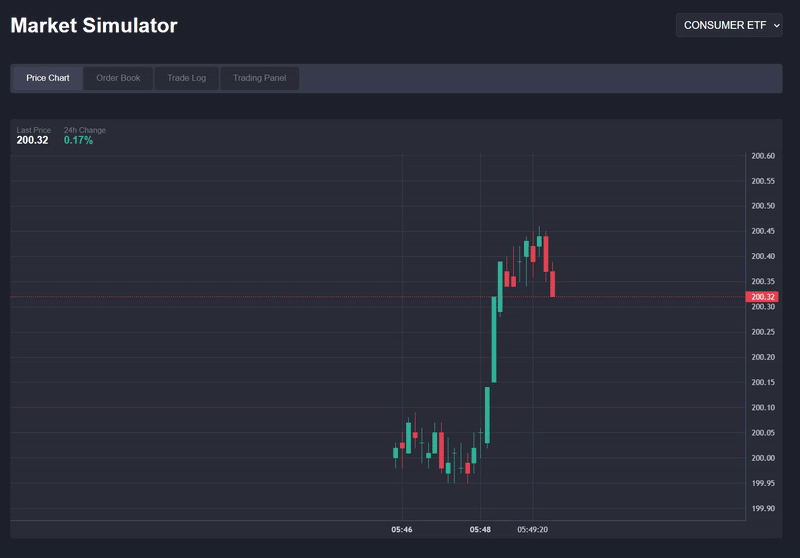 Market Simulator
CONSUMER ETF
Price Chart
Order Book
Trade Log
Trading Panel
Last Price
24h Change
200.32
0.17%
200.60
200.55
200.50
200.45
200.40
200.35
200.32
200.30
200.25
200.20
200.15
200.10
200.05
200.00
199.95
199.90
05:46
05:48
05:49:20